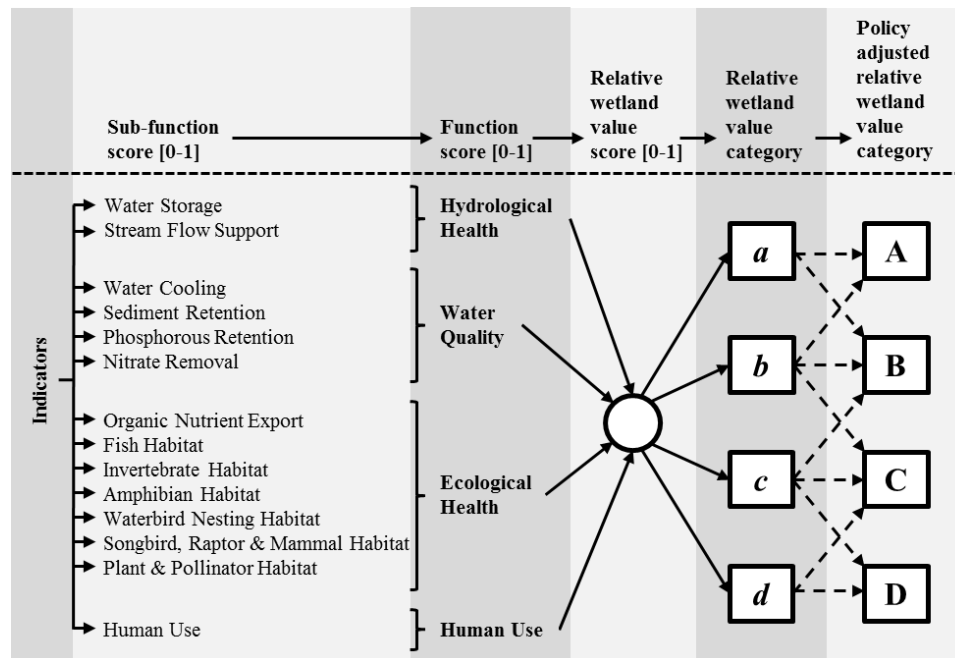 Sub-function
score [0-1]
Function
score [0-1]
Relative
wetland
value
score [0-1]
Relative
wetland
value
category
Policy
adjusted
relative
wetland
value
category
Indicators
Water Storage
Stream Flow Support
Water Cooling
Sediment Retention
Phosphorous Retention
Nitrate Removal
Organic Nutrient Export
Fish Habitat
Invertebrate Habitat
Amphibian Habitat
Waterbird Nesting Habitat
Songbird, Raptor & Mammal Habitat
Plant & Pollinator Habitat
Human Use
Hydrological
Health
Water
Quality
Ecological
Health
Human Use
a
b
c
d
A
B
C
D